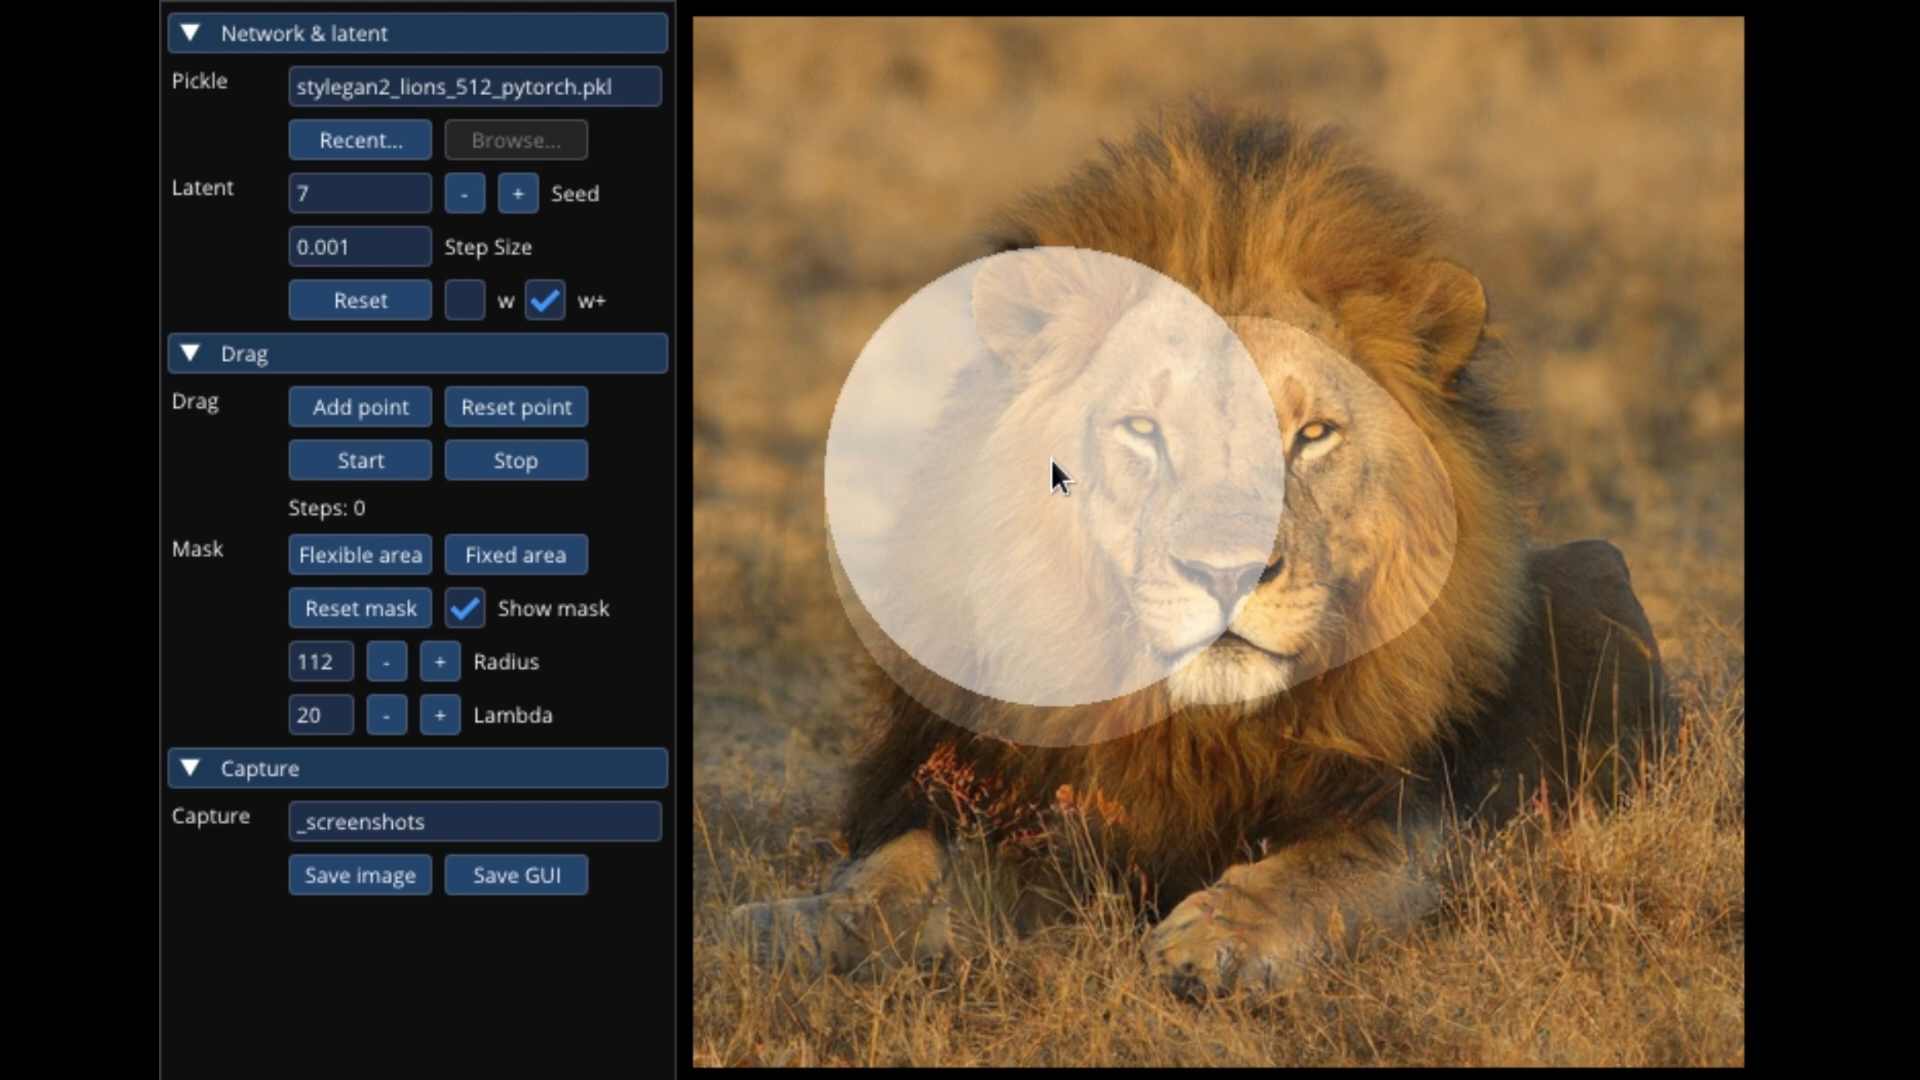 Network & latent
Pickle stylegan2_lions_512_pytorch.pkl
Recent... Browse...
Latent 7 - + Seed
0.001 Step Size
Reset w w+
Drag
Drag Add point Reset point
Start Stop
Steps: 0
Mask Flexible area Fixed area
Reset mask Show mask
112 - + Radius
20 - + Lambda
Capture
Capture _screenshots
Save image Save GUI